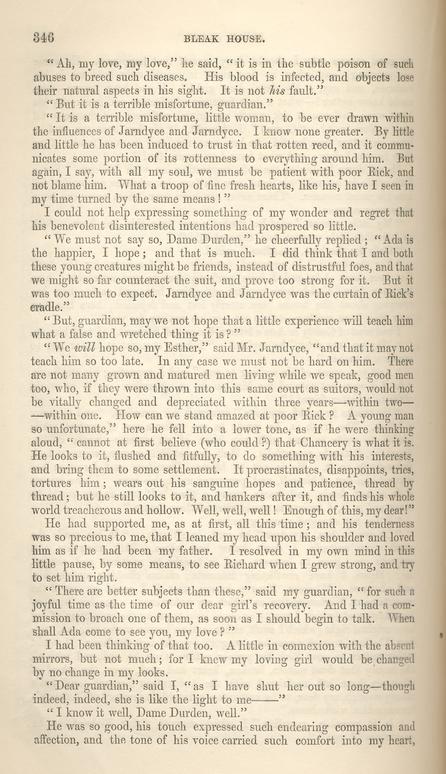 346 BLEAK HOUSE.
“Ah, my love, my love,” he said, “it is in the subtle poison of such
abuses to breed such diseases. His blood is infected, and objects lose
their natural aspects in his sight. It is not his fault.”
“But it is a terrible misfortune, guardian.”
“It is a terrible misfortune, little woman, to be ever drawn within
the influences of Jarndyce and Jarndyce. I know none greater. By little
and little he has been induced to trust in that rotten reed, and it commu-
nicates some portion of its rottenness to everything around him. But
again, I say, with all my soul, we must be patient with poor Rick, and
not blame him. What a troop of fine fresh hearts, like his, have I seen in
my time turned by the same means!”
I could not help expressing something of my wonder and regret that
his benevolent disinterested intentions had prospered so little.
“We must not say so, Dame Durden,” he cheerfully replied; “Ada is
the happier, I hope; and that is much. I did think that I and both
these young creatures might be friends, instead of distrustful foes, and that
we might so far counteract the suit, and prove too strong for it. But it
was too much to expect. Jarndyce and Jarndyce was the curtain of Rick's
cradle.”
“But, guardian, may we not hope that a little experience will teach him
what a false and wretched thing it is?”
“We will hope so, my Esther,” said Mr. Jarndyce, “and that it may not
teach him so too late. In any case we must not be hard on him. There
are not many grown and matured men living while we speak, good men
too, who, if they were thrown into this same court as suitors, would not
be vitally changed and depreciated within three years—within two—
—within one. How can we stand amazed at poor Rick? A young man
so unfortunate,” here he fell into a lower tone, as if he were thinking
aloud, “cannot at first believe (who could?) that Chancery is what it is.
He looks to it, flushed and fitfully, to do something with his interests,
and bring them to some settlement. It procrastinates, disappoints, tries,
tortures him; wears out his sanguine hopes and patience, thread by
thread; but he still looks to it, and hankers after it, and finds his whole
world treacherous and hollow. Well, well, well! Enough of this, my dear!”
He had supported me, as at first, all this time; and his tenderness
was so precious to me, that I leaned my head upon his shoulder and loved
him as if he had been my father. I resolved in my own mind in this
little pause, by some means, to see Richard when I grew strong, and try
to set him right.
“There are better subjects than these,” said my guardian, “for such a
joyful time as the time of our dear girl's recovery. And I had a com-
mission to broach one of them, as soon as I should begin to talk. When
shall Ada come to see you, my love?”
I had been thinking of that too. A little in connexion with the absent
mirrors, but not much; for I knew my loving girl would be changed
by no change in my looks.
“Dear guardian,” said I, “as I have shut her out so long—though
indeed, indeed, she is like the light to me——”
“I know it well, Dame Durden, well.”
He was so good, his touch expressed such endearing compassion and
affection, and the tone of his voice carried such comfort into my heart,